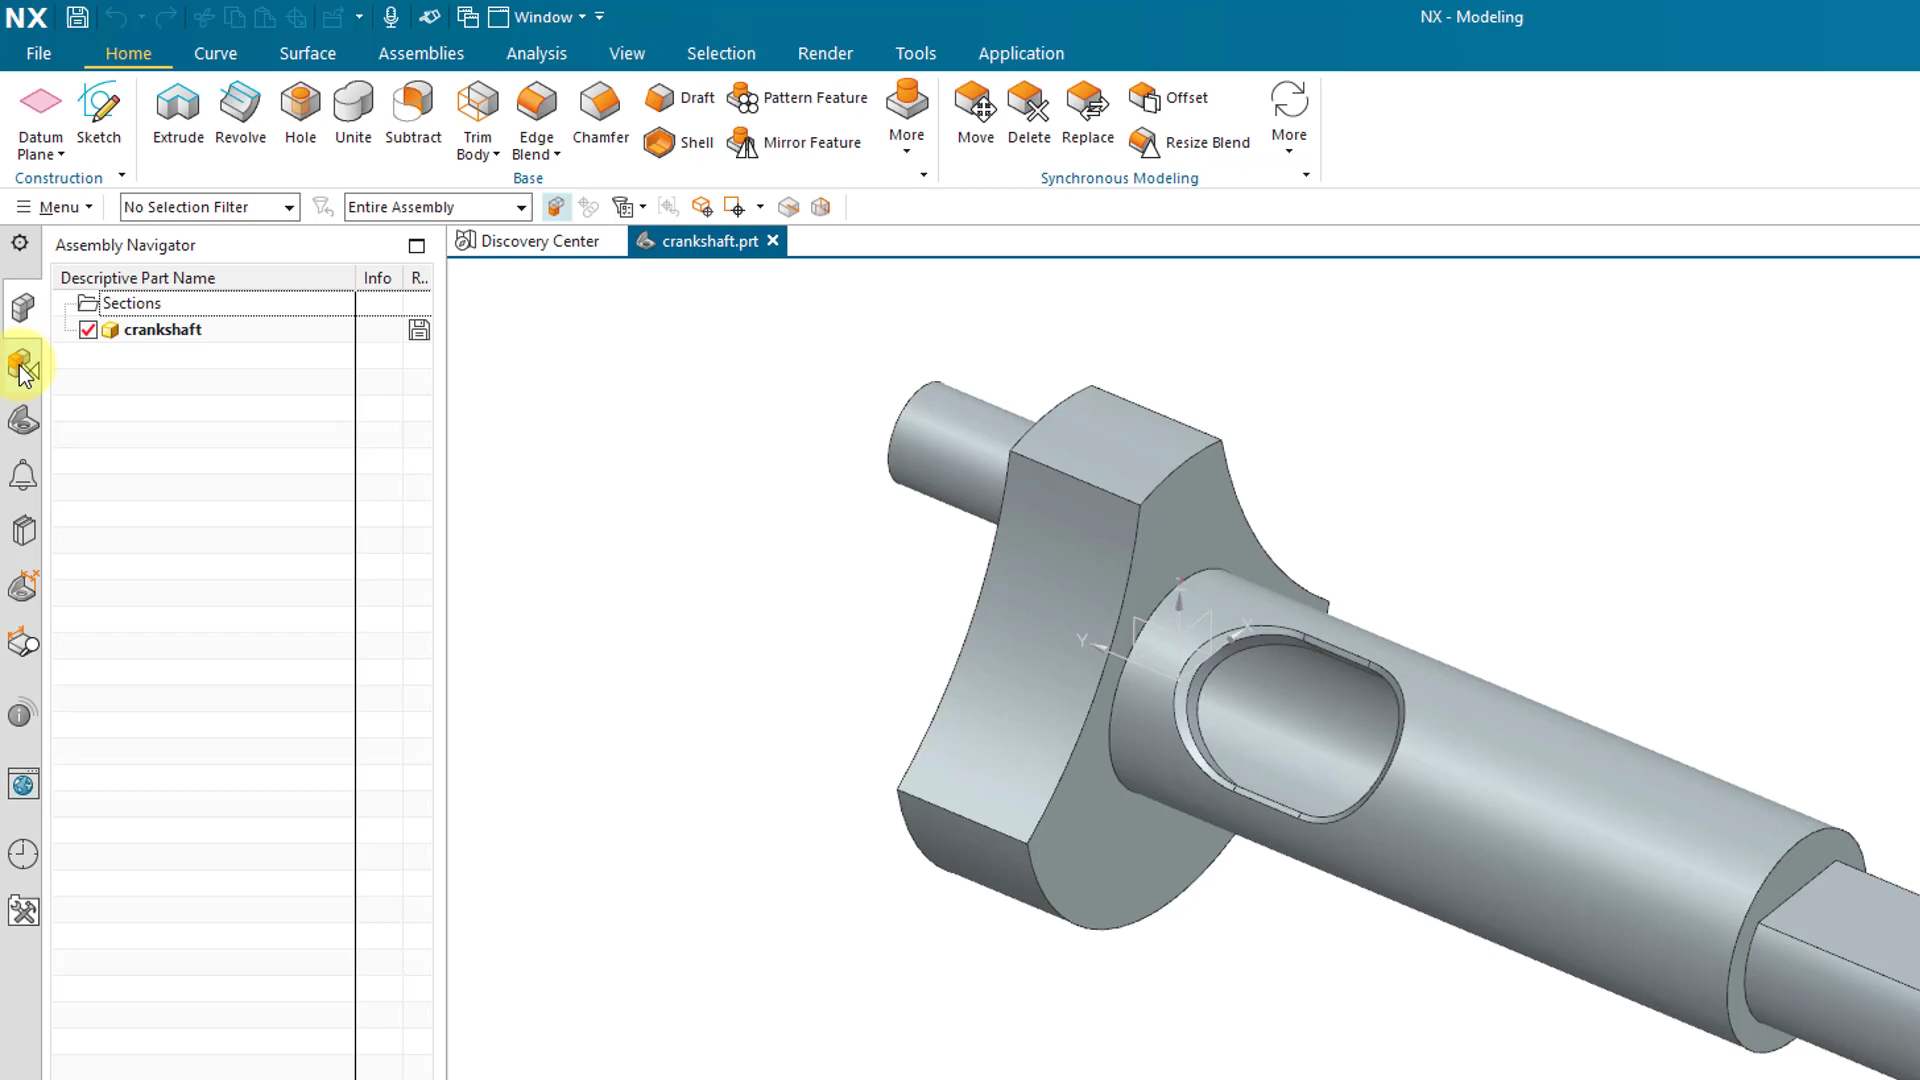 NX Window NX - Modeling
File Home Curve Surface Assemblies Analysis View Selection Render Tools Application
Datum Plane Sketch Extrude Revolve Hole Unite Subtract Trim Body Edge Blend Chamfer Draft Shell Pattern Feature Mirror Feature More Move Delete Replace Offset Resize Blend More
Construction Base Synchronous Modeling
Menu No Selection Filter Entire Assembly
Assembly Navigator Discovery Center crankshaft.prt
Descriptive Part Name Info R..
Sections
crankshaft
Z
Y X